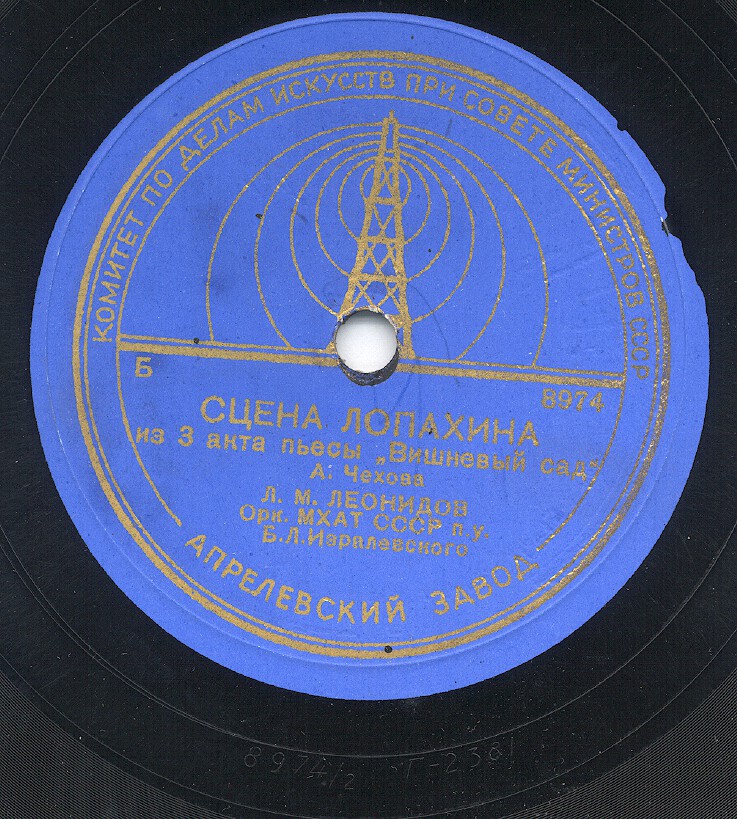 КОМИТЕТ ПО ДЕЛАМ ИСКУССТВ ПРИ СОВЕТЕ МИНИСТРОВ СССР
Б
8974
СЦЕНА ЛОПАХИНА
из 3 акта пьесы „Вишневый сад“
А. Чехова
Л. М. ЛЕОНИДОВ
Орк. МХАТ СССР п.у.
Б.Л.Изралевского
АПРЕЛЕВСКИЙ ЗАВОД
8974/2 Т-2381